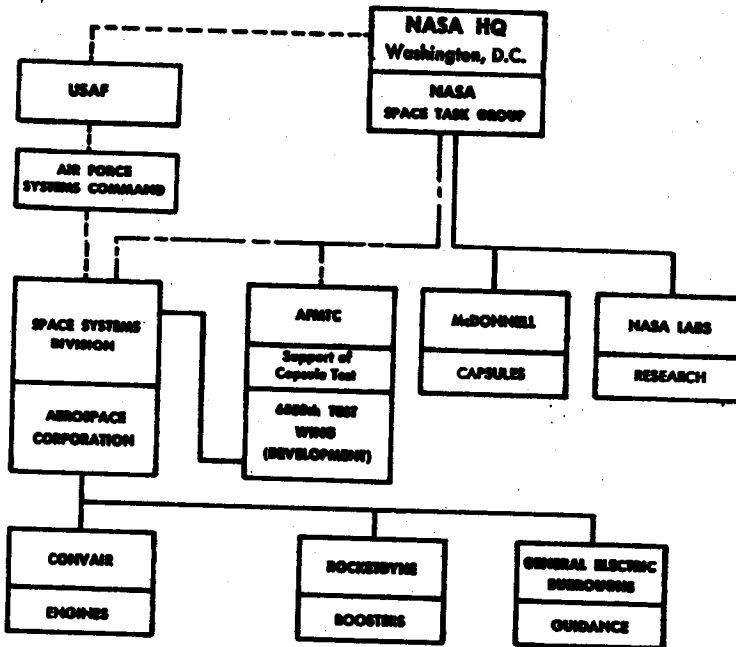 NASA HQ
Washington, D.C.
NASA
SPACE TASK GROUP
USAF
AIR FORCE
SYSTEMS COMMAND
SPACE SYSTEMS
DIVISION
AEROSPACE
CORPORATION
AFMTC
Support of
Capsule Test
TEST
WING
(DEVELOPMENT)
McDONNELL
CAPSULES
NASA LABS
RESEARCH
CONVAIR
ENGINES
ROCKETDYNE
BOOSTERS
GENERAL ELECTRIC
BURROUGHS
GUIDANCE